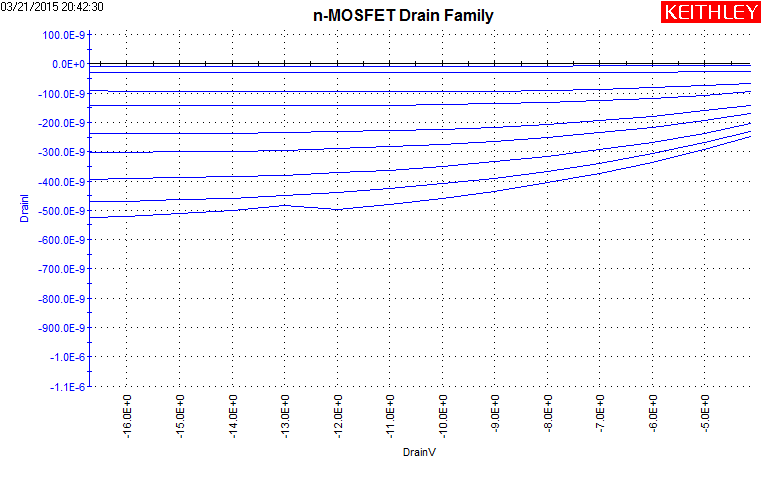 03/21/2015 20:42:30
n-MOSFET Drain Family
KEITHLEY
100.0E-9
0.0E+0
-100.0E-9
-200.0E-9
-300.0E-9
-400.0E-9
-500.0E-9
-600.0E-9
-700.0E-9
-800.0E-9
-900.0E-9
-1.0E-6
-1.1E-6
DrainI
-16.0E+0
-15.0E+0
-14.0E+0
-13.0E+0
-12.0E+0
-11.0E+0
-10.0E+0
-9.0E+0
-8.0E+0
-7.0E+0
-6.0E+0
-5.0E+0
DrainV